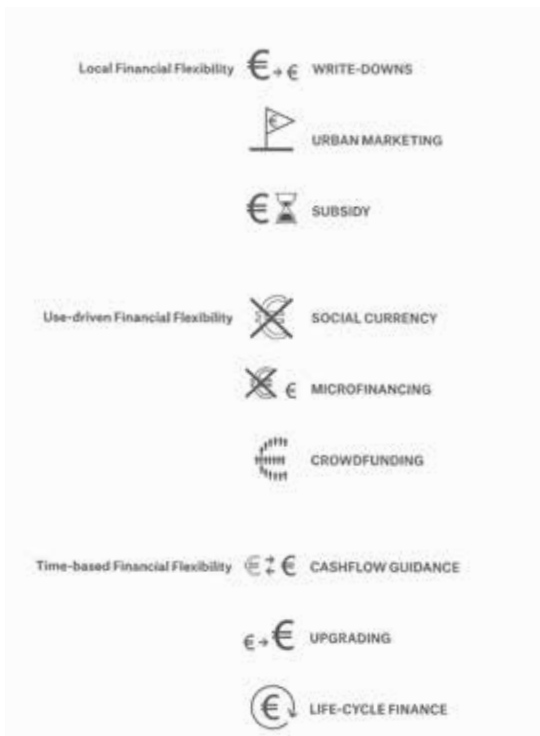 Local Financial Flexibility € → € WRITE-DOWNS
€ URBAN MARKETING
€ SUBSIDY
Use-driven Financial Flexibility € SOCIAL CURRENCY
€ € MICROFINANCING
€ CROWDFUNDING
Time-based Financial Flexibility € ⇄ € CASHFLOW GUIDANCE
€ → € UPGRADING
€ LIFE-CYCLE FINANCE